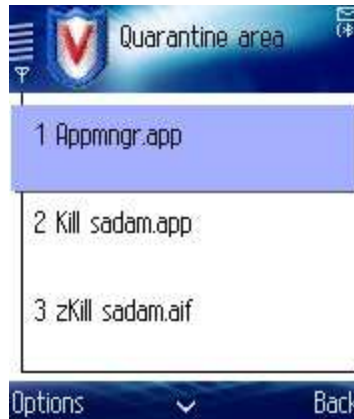 Quarantine area
1 Appmngr.app
2 Kill sadam.app
3 zKill sadam.aif
Options Back